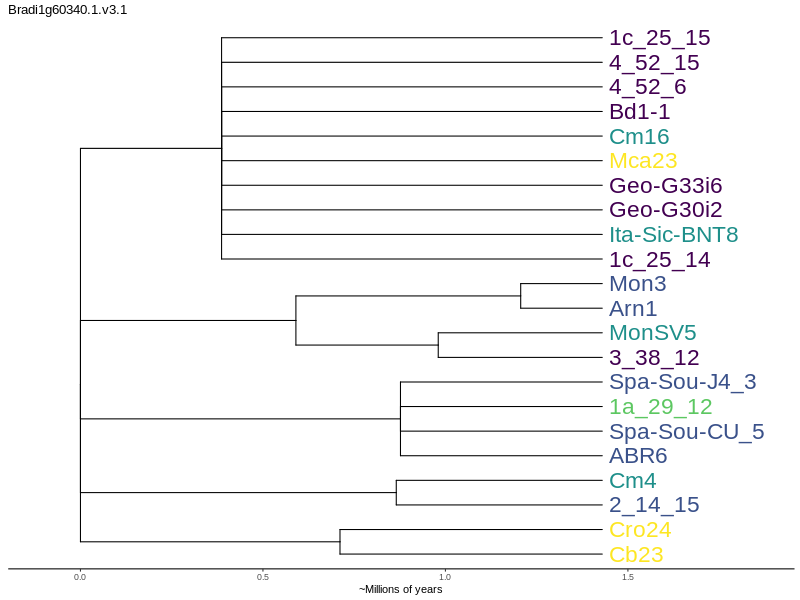 Bradi1g60340.1.v3.1
1c_25_15
4_52_15
4_52_6
Bd1-1
Cm16
Mca23
Geo-G33i6
Geo-G30i2
Ita-Sic-BNT8
1c_25_14
Mon3
Arn1
MonSV5
3_38_12
Spa-Sou-J4_3
1a_29_12
Spa-Sou-CU_5
ABR6
Cm4
2_14_15
Cro24
Cb23
0.0 0.5 1.0 1.5
~Millions of years